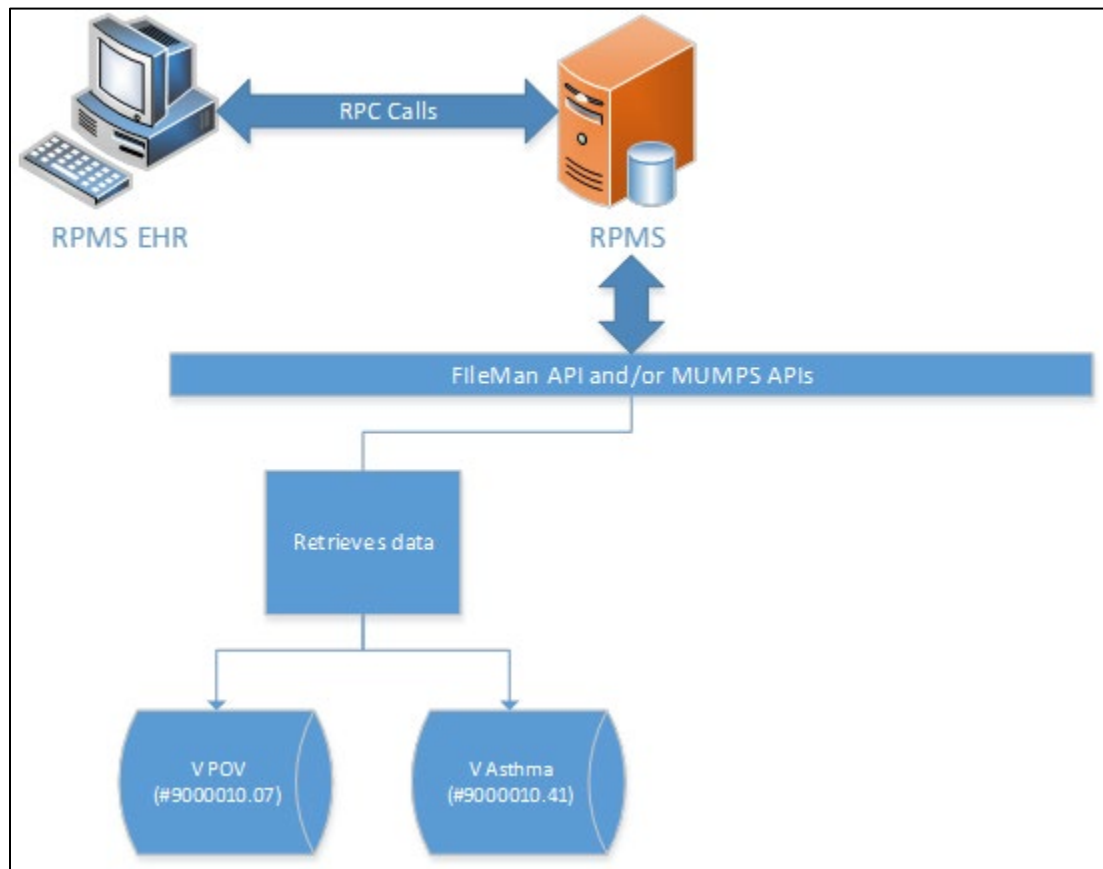 RPC Calls
RPMS EHR
RPMS
FIleMan API and/or MUMPS APIs
Retrieves data
V POV
(#9000010.07)
V Asthma
(#9000010.41)